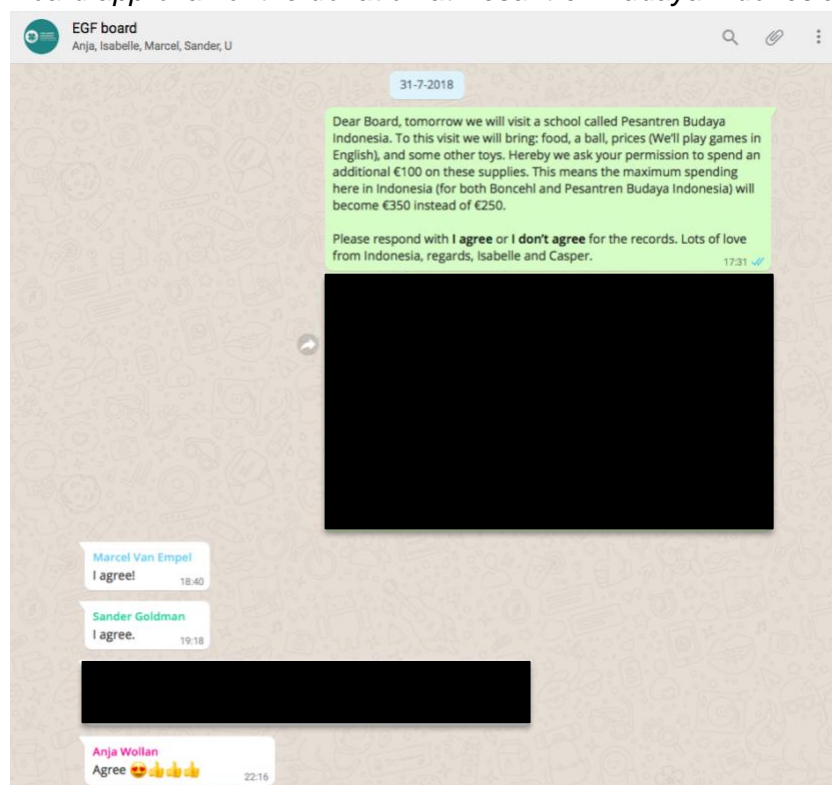 EGF board
Anja, Isabelle, Marcel, Sander, U
31-7-2018
Dear Board, tomorrow we will visit a school called Pesantren Budaya
Indonesia. To this visit we will bring: food, a ball, prices (We'll play games in
English), and some other toys. Hereby we ask your permission to spend an
additional €100 on these supplies. This means the maximum spending
here in Indonesia (for both Boncehl and Pesantren Budaya Indonesia) will
become €350 instead of €250.
Please respond with I agree or I don't agree for the records. Lots of love
from Indonesia, regards, Isabelle and Casper.
17:31
Marcel Van Empel
I agree!
18:40
Sander Goldman
I agree.
19:18
Anja Wollan
Agree 😍👍👍👍
22:16